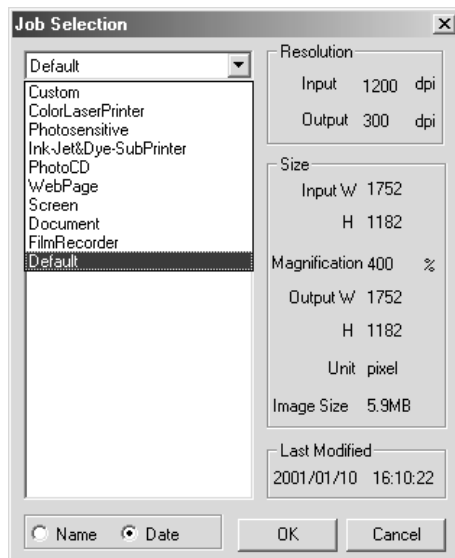 Job Selection
Default
Custom
ColorLaserPrinter
Photosensitive
Ink-Jet&Dye-SubPrinter
PhotoCD
WebPage
Screen
Document
FilmRecorder
Default
Name
Date
Resolution
Input 1200 dpi
Output 300 dpi
Size
Input W 1752
H 1182
Magnification 400 %
Output W 1752
H 1182
Unit pixel
Image Size 5.9MB
Last Modified
2001/01/10 16:10:22
OK
Cancel